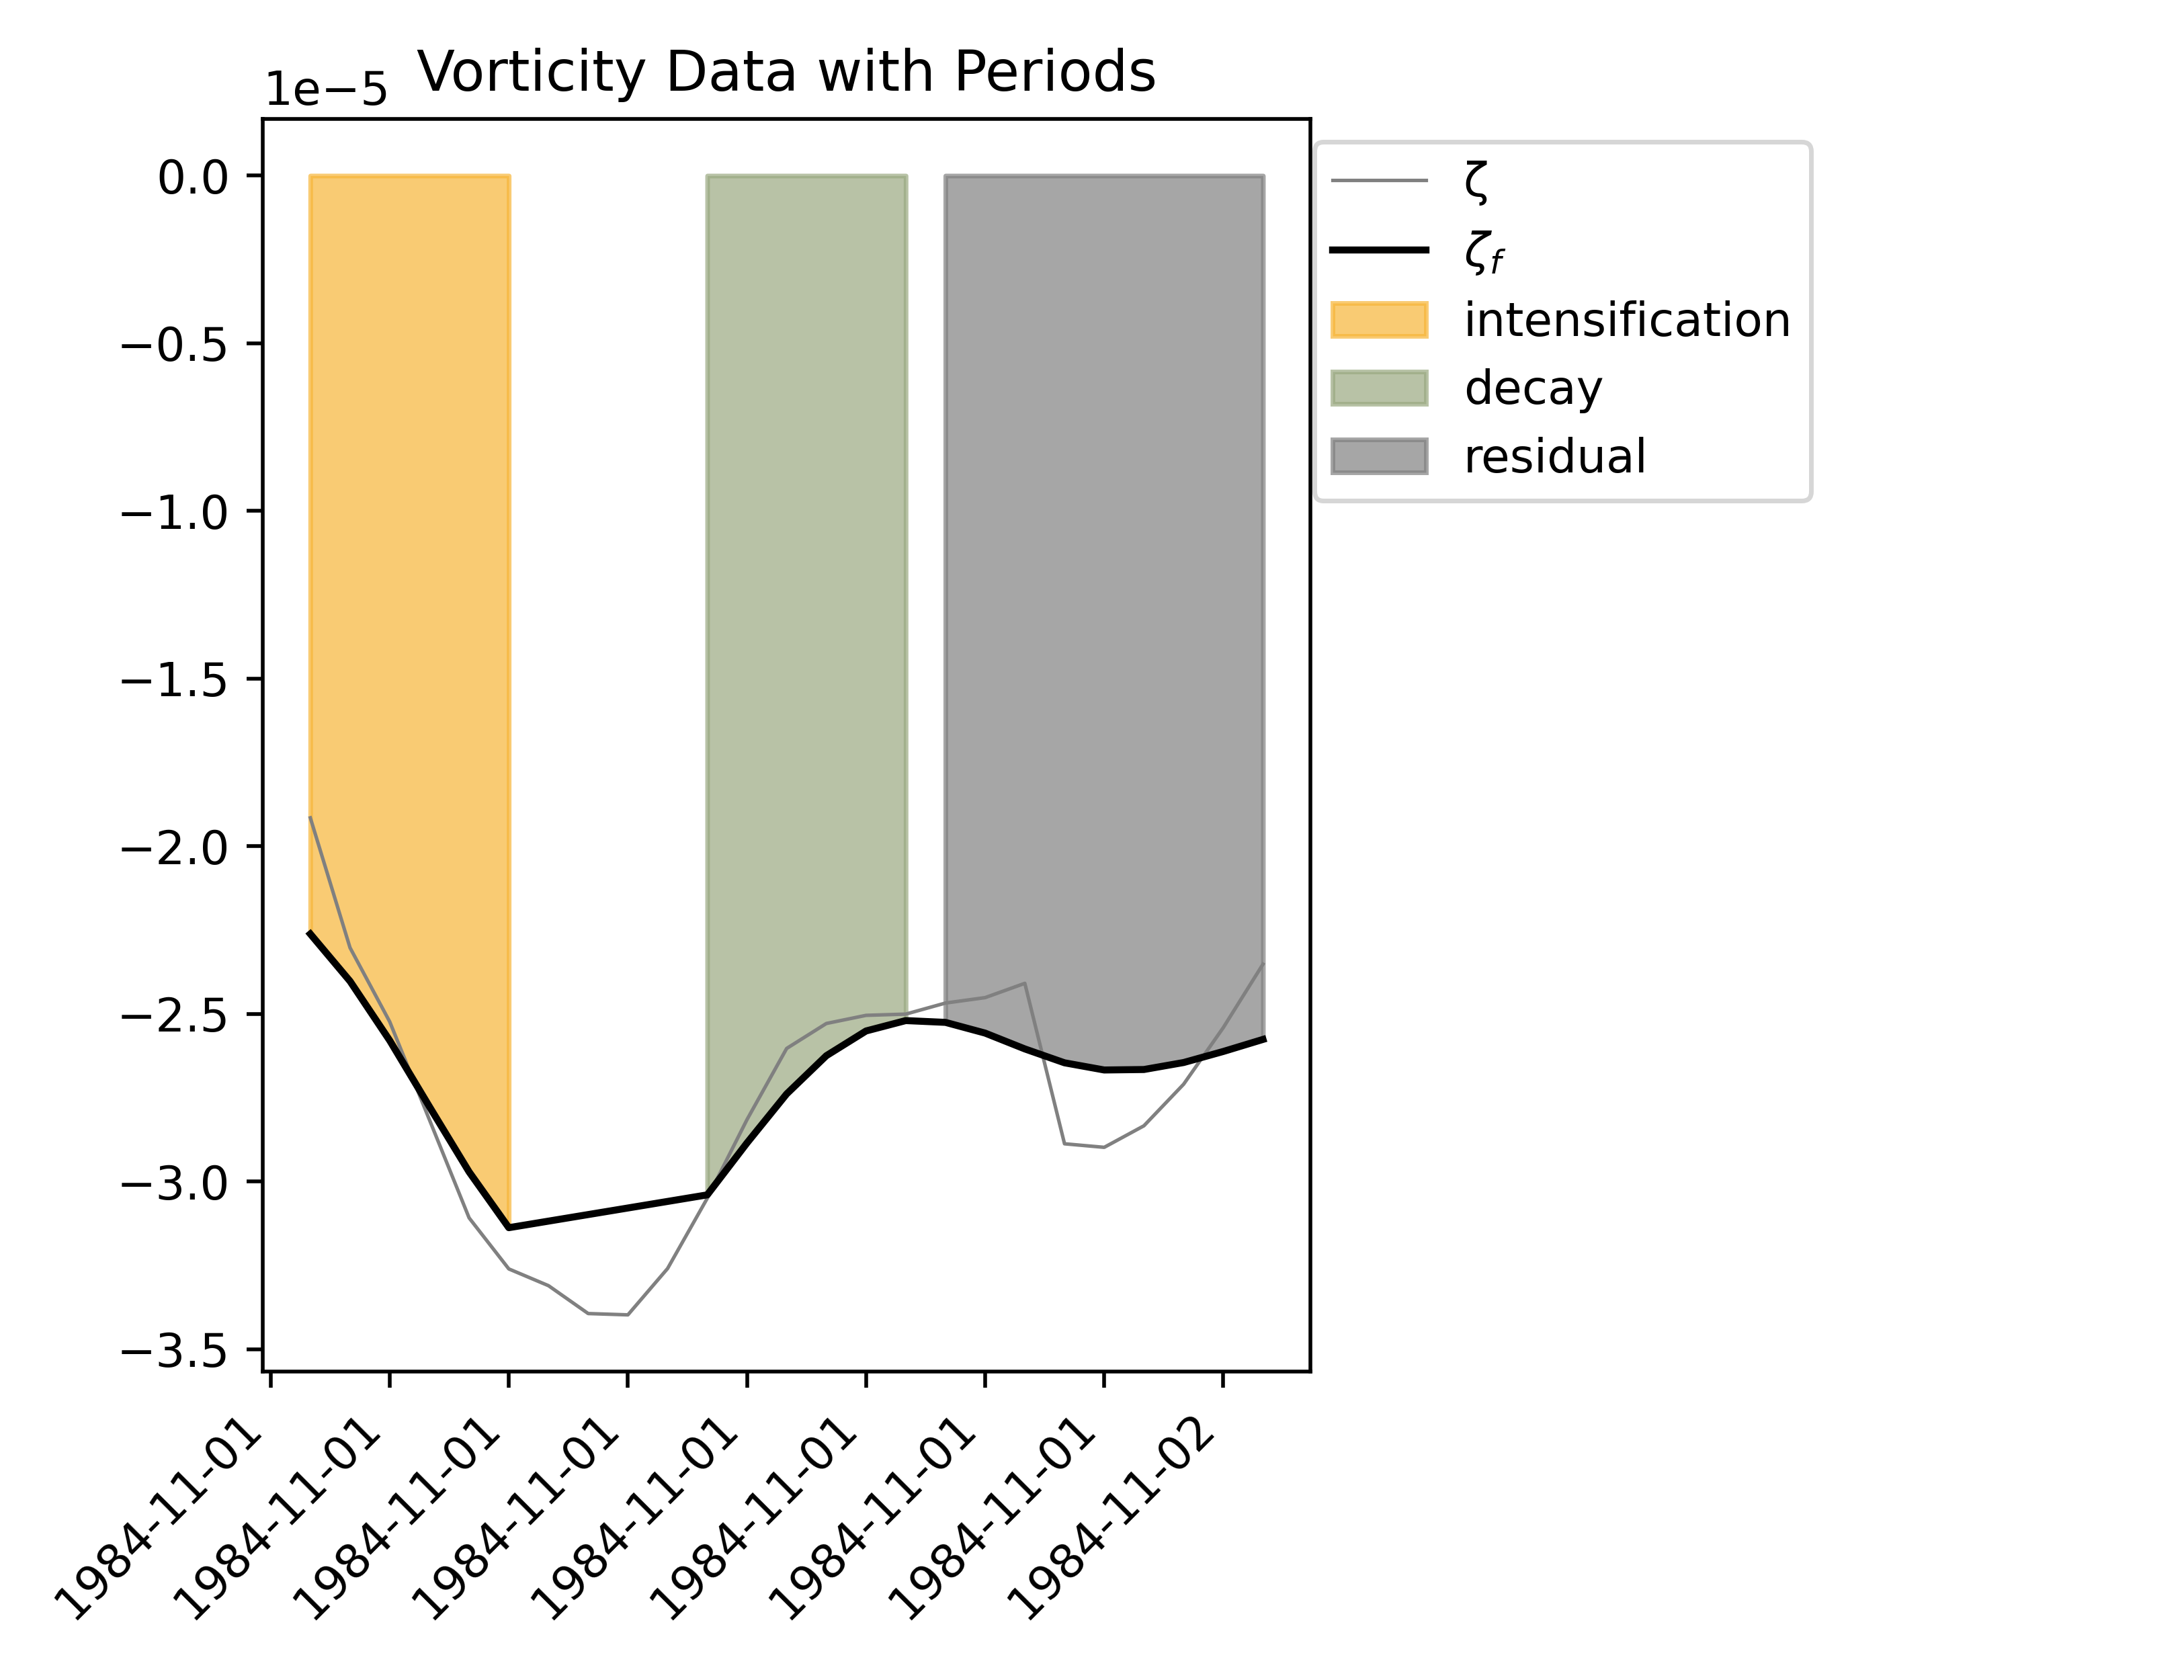 Vorticity Data with Periods
1e−5
0.0
−0.5
−1.0
−1.5
−2.0
−2.5
−3.0
−3.5
1984-11-01
1984-11-01
1984-11-01
1984-11-01
1984-11-01
1984-11-01
1984-11-01
1984-11-01
1984-11-02
ζ
ζ_f
intensification
decay
residual